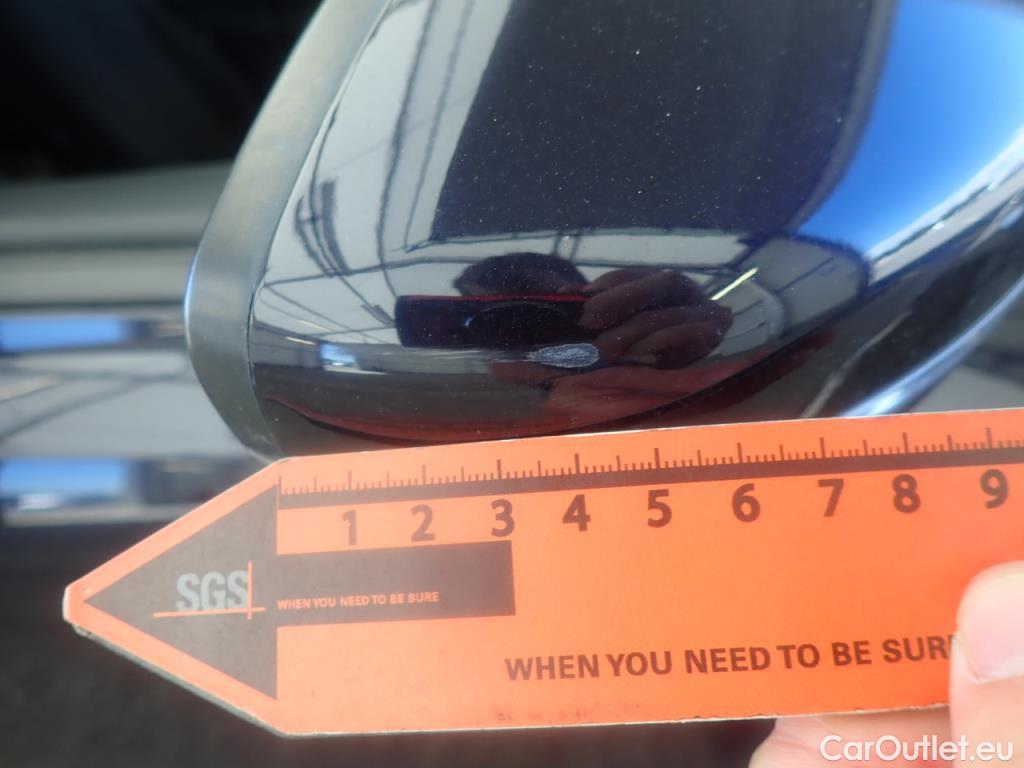 1 2 3 4 5 6 7 8 9
SGS
WHEN YOU NEED TO BE SURE
WHEN YOU NEED TO BE SUR
CarOutlet.eu